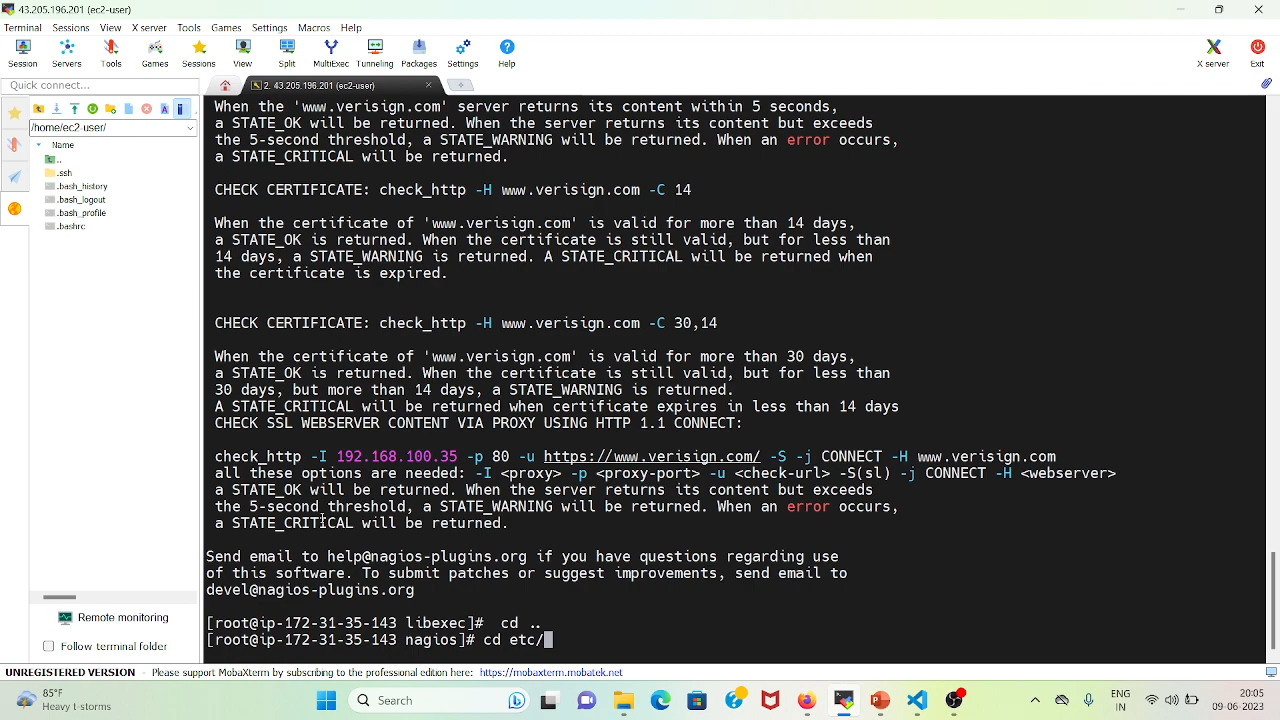 43.205.196.201 (ec2-user)
Terminal Sessions View X server Tools Games Settings Macros Help
Session Servers Tools Games Sessions View Split MultiExec Tunneling Packages Settings Help X server Exit
Quick connect...
2. 43.205.196.201 (ec2-user)
/home/ec2-user/
Name
..
.ssh
.bash_history
.bash_logout
.bash_profile
.bashrc
Remote monitoring
Follow terminal folder
When the 'www.verisign.com' server returns its content within 5 seconds,
a STATE_OK will be returned. When the server returns its content but exceeds
the 5-second threshold, a STATE_WARNING will be returned. When an error occurs,
a STATE_CRITICAL will be returned.
CHECK CERTIFICATE: check_http -H www.verisign.com -C 14
When the certificate of 'www.verisign.com' is valid for more than 14 days,
a STATE_OK is returned. When the certificate is still valid, but for less than
14 days, a STATE_WARNING is returned. A STATE_CRITICAL will be returned when
the certificate is expired.
CHECK CERTIFICATE: check_http -H www.verisign.com -C 30,14
When the certificate of 'www.verisign.com' is valid for more than 30 days,
a STATE_OK is returned. When the certificate is still valid, but for less than
30 days, but more than 14 days, a STATE_WARNING is returned.
A STATE_CRITICAL will be returned when certificate expires in less than 14 days
CHECK SSL WEBSERVER CONTENT VIA PROXY USING HTTP 1.1 CONNECT:
check_http -I 192.168.100.35 -p 80 -u https://www.verisign.com/ -S -j CONNECT -H www.verisign.com
all these options are needed: -I <proxy> -p <proxy-port> -u <check-url> -S(sl) -j CONNECT -H <webserver>
a STATE_OK will be returned. When the server returns its content but exceeds
the 5-second threshold, a STATE_WARNING will be returned. When an error occurs,
a STATE_CRITICAL will be returned.
Send email to help@nagios-plugins.org if you have questions regarding use
of this software. To submit patches or suggest improvements, send email to
devel@nagios-plugins.org
[root@ip-172-31-35-143 libexec]#  cd ..
[root@ip-172-31-35-143 nagios]# cd etc/
UNREGISTERED VERSION - Please support MobaXterm by subscribing to the professional edition here: https://mobaxterm.mobatek.net
85°F
Heavy t-storms
Search
ENG
IN
20:03
09-06-2023